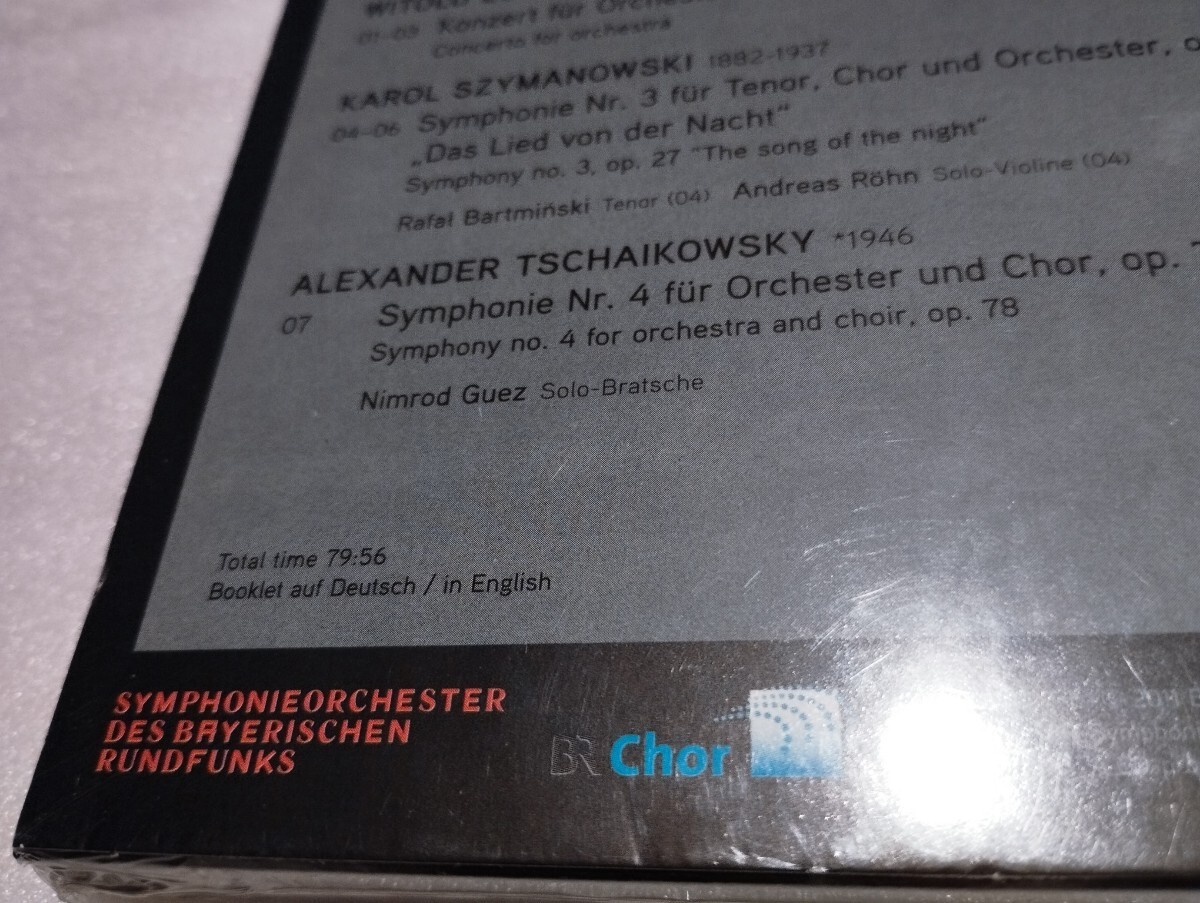 WITOLD
01-03 Konzert für Orchester
Concerto for orchestra
KAROL SZYMANOWSKI 1882-1937
04-06 Symphonie Nr. 3 für Tenor, Chor und Orchester,
„Das Lied von der Nacht“
Symphony no. 3, op. 27 “The song of the night”
Rafał Bartmiński Tenor (04) Andreas Röhn Solo-Violine (04)
ALEXANDER TSCHAIKOWSKY *1946
07 Symphonie Nr. 4 für Orchester und Chor, op.
Symphony no. 4 for orchestra and choir, op. 78
Nimrod Guez Solo-Bratsche
Total time 79:56
Booklet auf Deutsch / in English
SYMPHONIEORCHESTER
DES BAYERISCHEN
RUNDFUNKS
BR Chor